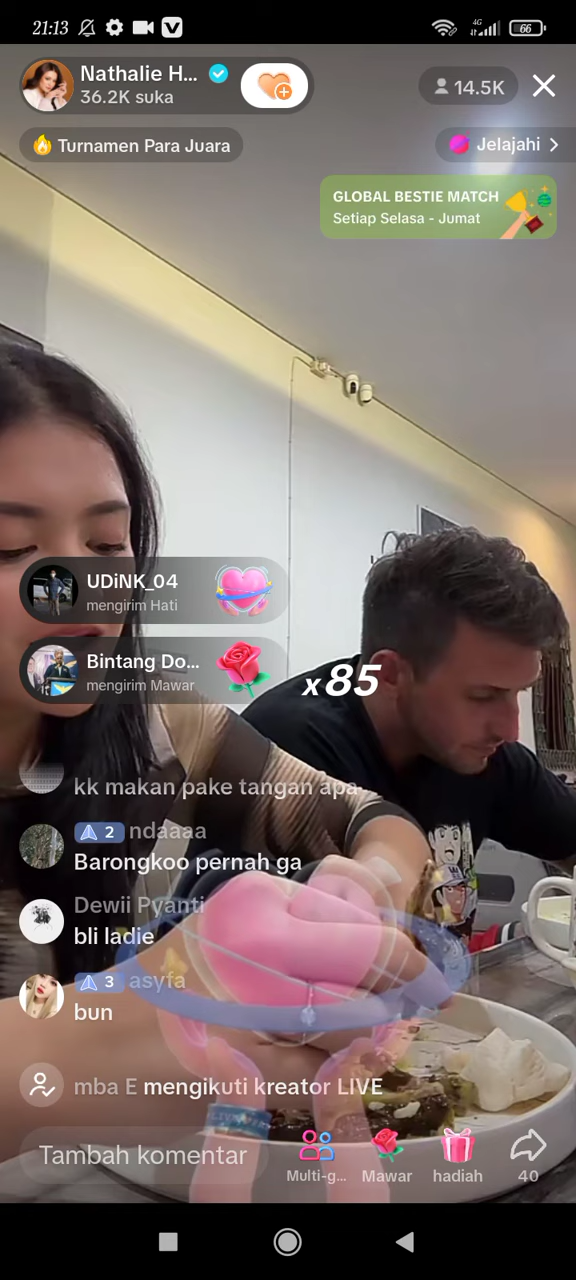 21:13
4G
66
Nathalie H...
36.2K suka
14.5K
Turnamen Para Juara
Jelajahi
GLOBAL BESTIE MATCH
Setiap Selasa - Jumat
UDiNK_04
mengirim Hati
Bintang Do...
mengirim Mawar
x85
kk makan pake tangan apa
2 ndaaaa
Barongkoo pernah ga
Dewii Pyanti
bli ladie
3 asyfa
bun
mba E mengikuti kreator LIVE
Tambah komentar
Multi-g...
Mawar
hadiah
40